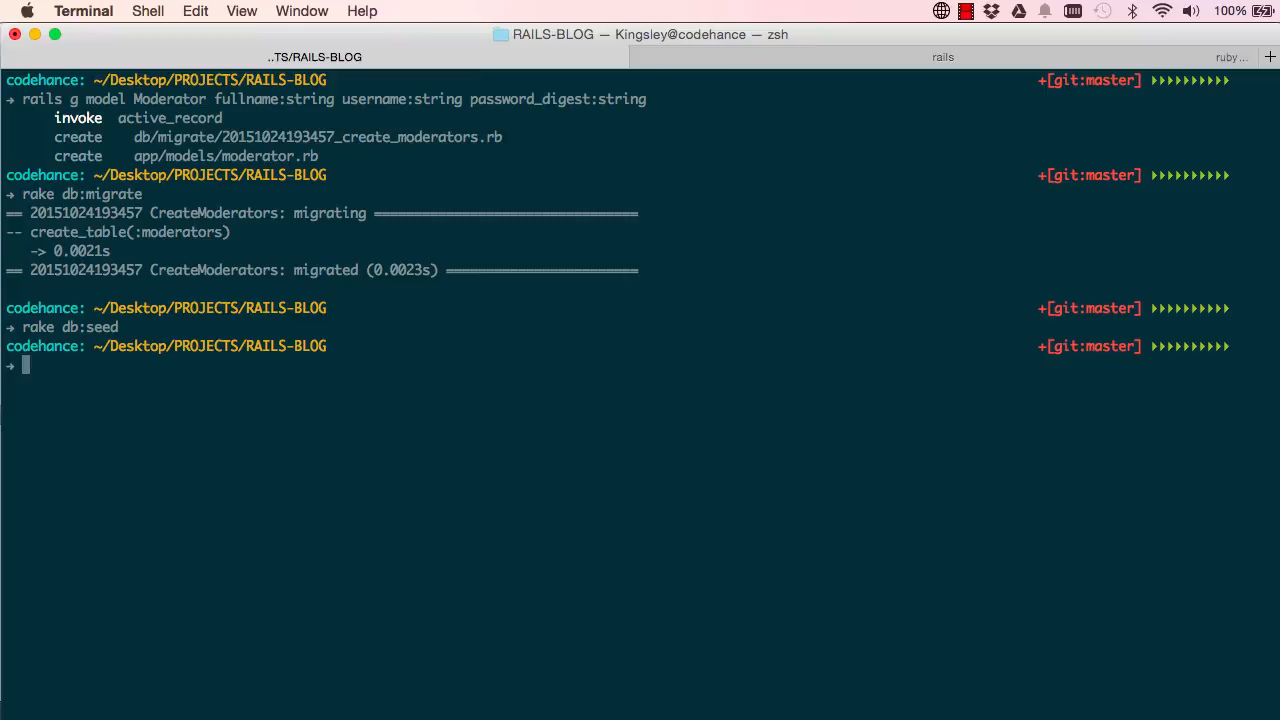 Terminal Shell Edit View Window Help 100%
RAILS-BLOG — Kingsley@codehance — zsh
..TS/RAILS-BLOG rails ruby... +
codehance: ~/Desktop/PROJECTS/RAILS-BLOG +[git:master]
→ rails g model Moderator fullname:string username:string password_digest:string
invoke active_record
create db/migrate/20151024193457_create_moderators.rb
create app/models/moderator.rb
codehance: ~/Desktop/PROJECTS/RAILS-BLOG +[git:master]
→ rake db:migrate
== 20151024193457 CreateModerators: migrating =================================
-- create_table(:moderators)
-> 0.0021s
== 20151024193457 CreateModerators: migrated (0.0023s) ========================
codehance: ~/Desktop/PROJECTS/RAILS-BLOG +[git:master]
→ rake db:seed
codehance: ~/Desktop/PROJECTS/RAILS-BLOG +[git:master]
→